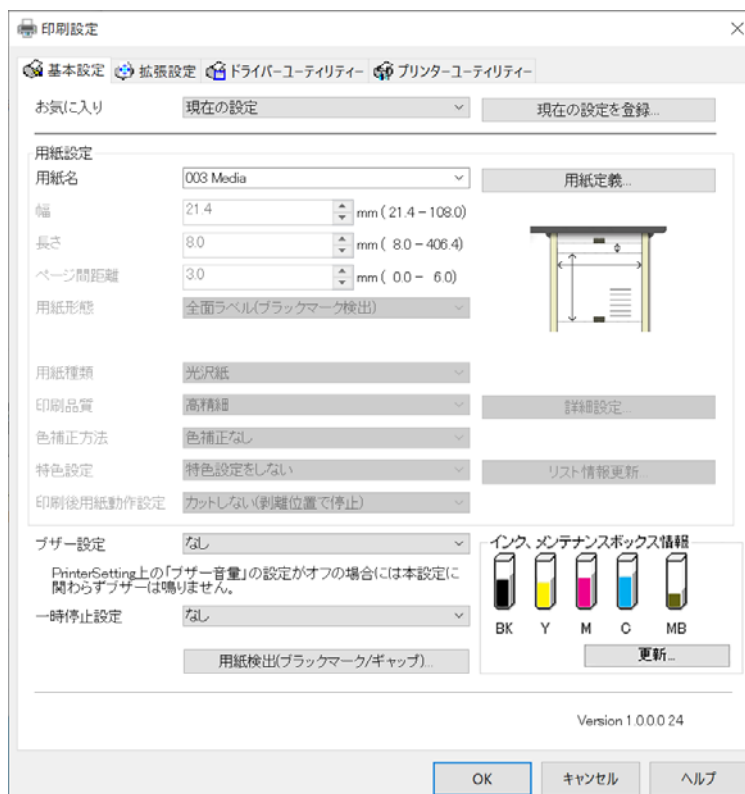 印刷設定
基本設定 拡張設定 ドライバーユーティリティー プリンターユーティリティー
お気に入り 現在の設定 現在の設定を登録...
用紙設定
用紙名 003 Media 用紙定義...
幅 21.4 mm ( 21.4 - 108.0)
長さ 8.0 mm ( 8.0 - 406.4)
ページ間距離 3.0 mm ( 0.0 - 6.0)
用紙形態 全面ラベル(ブラックマーク検出)
用紙種類 光沢紙
印刷品質 高精細 詳細設定...
色補正方法 色補正なし
特色設定 特色設定をしない リスト情報更新...
印刷後用紙動作設定 カットしない(剥離位置で停止)
ブザー設定 なし
PrinterSetting上の「ブザー音量」の設定がオフの場合には本設定に
関わらずブザーは鳴りません。
一時停止設定 なし
用紙検出(ブラックマーク/ギャップ)...
インク、メンテナンスボックス情報
BK Y M C MB
更新...
Version 1.0.0.0 24
OK キャンセル ヘルプ